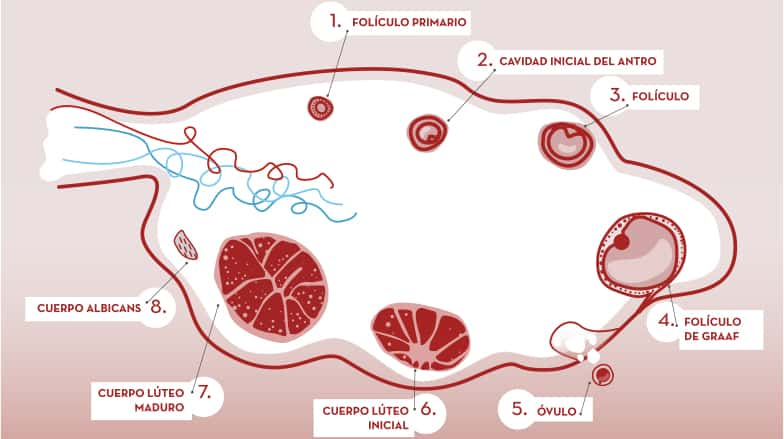 1. FOLÍCULO PRIMARIO
2. CAVIDAD INICIAL DEL ANTRO
3. FOLÍCULO
4. FOLÍCULO
DE GRAAF
5. ÓVULO
CUERPO LÚTEO 6.
INICIAL
CUERPO LÚTEO 7.
MADURO
CUERPO ALBICANS 8.